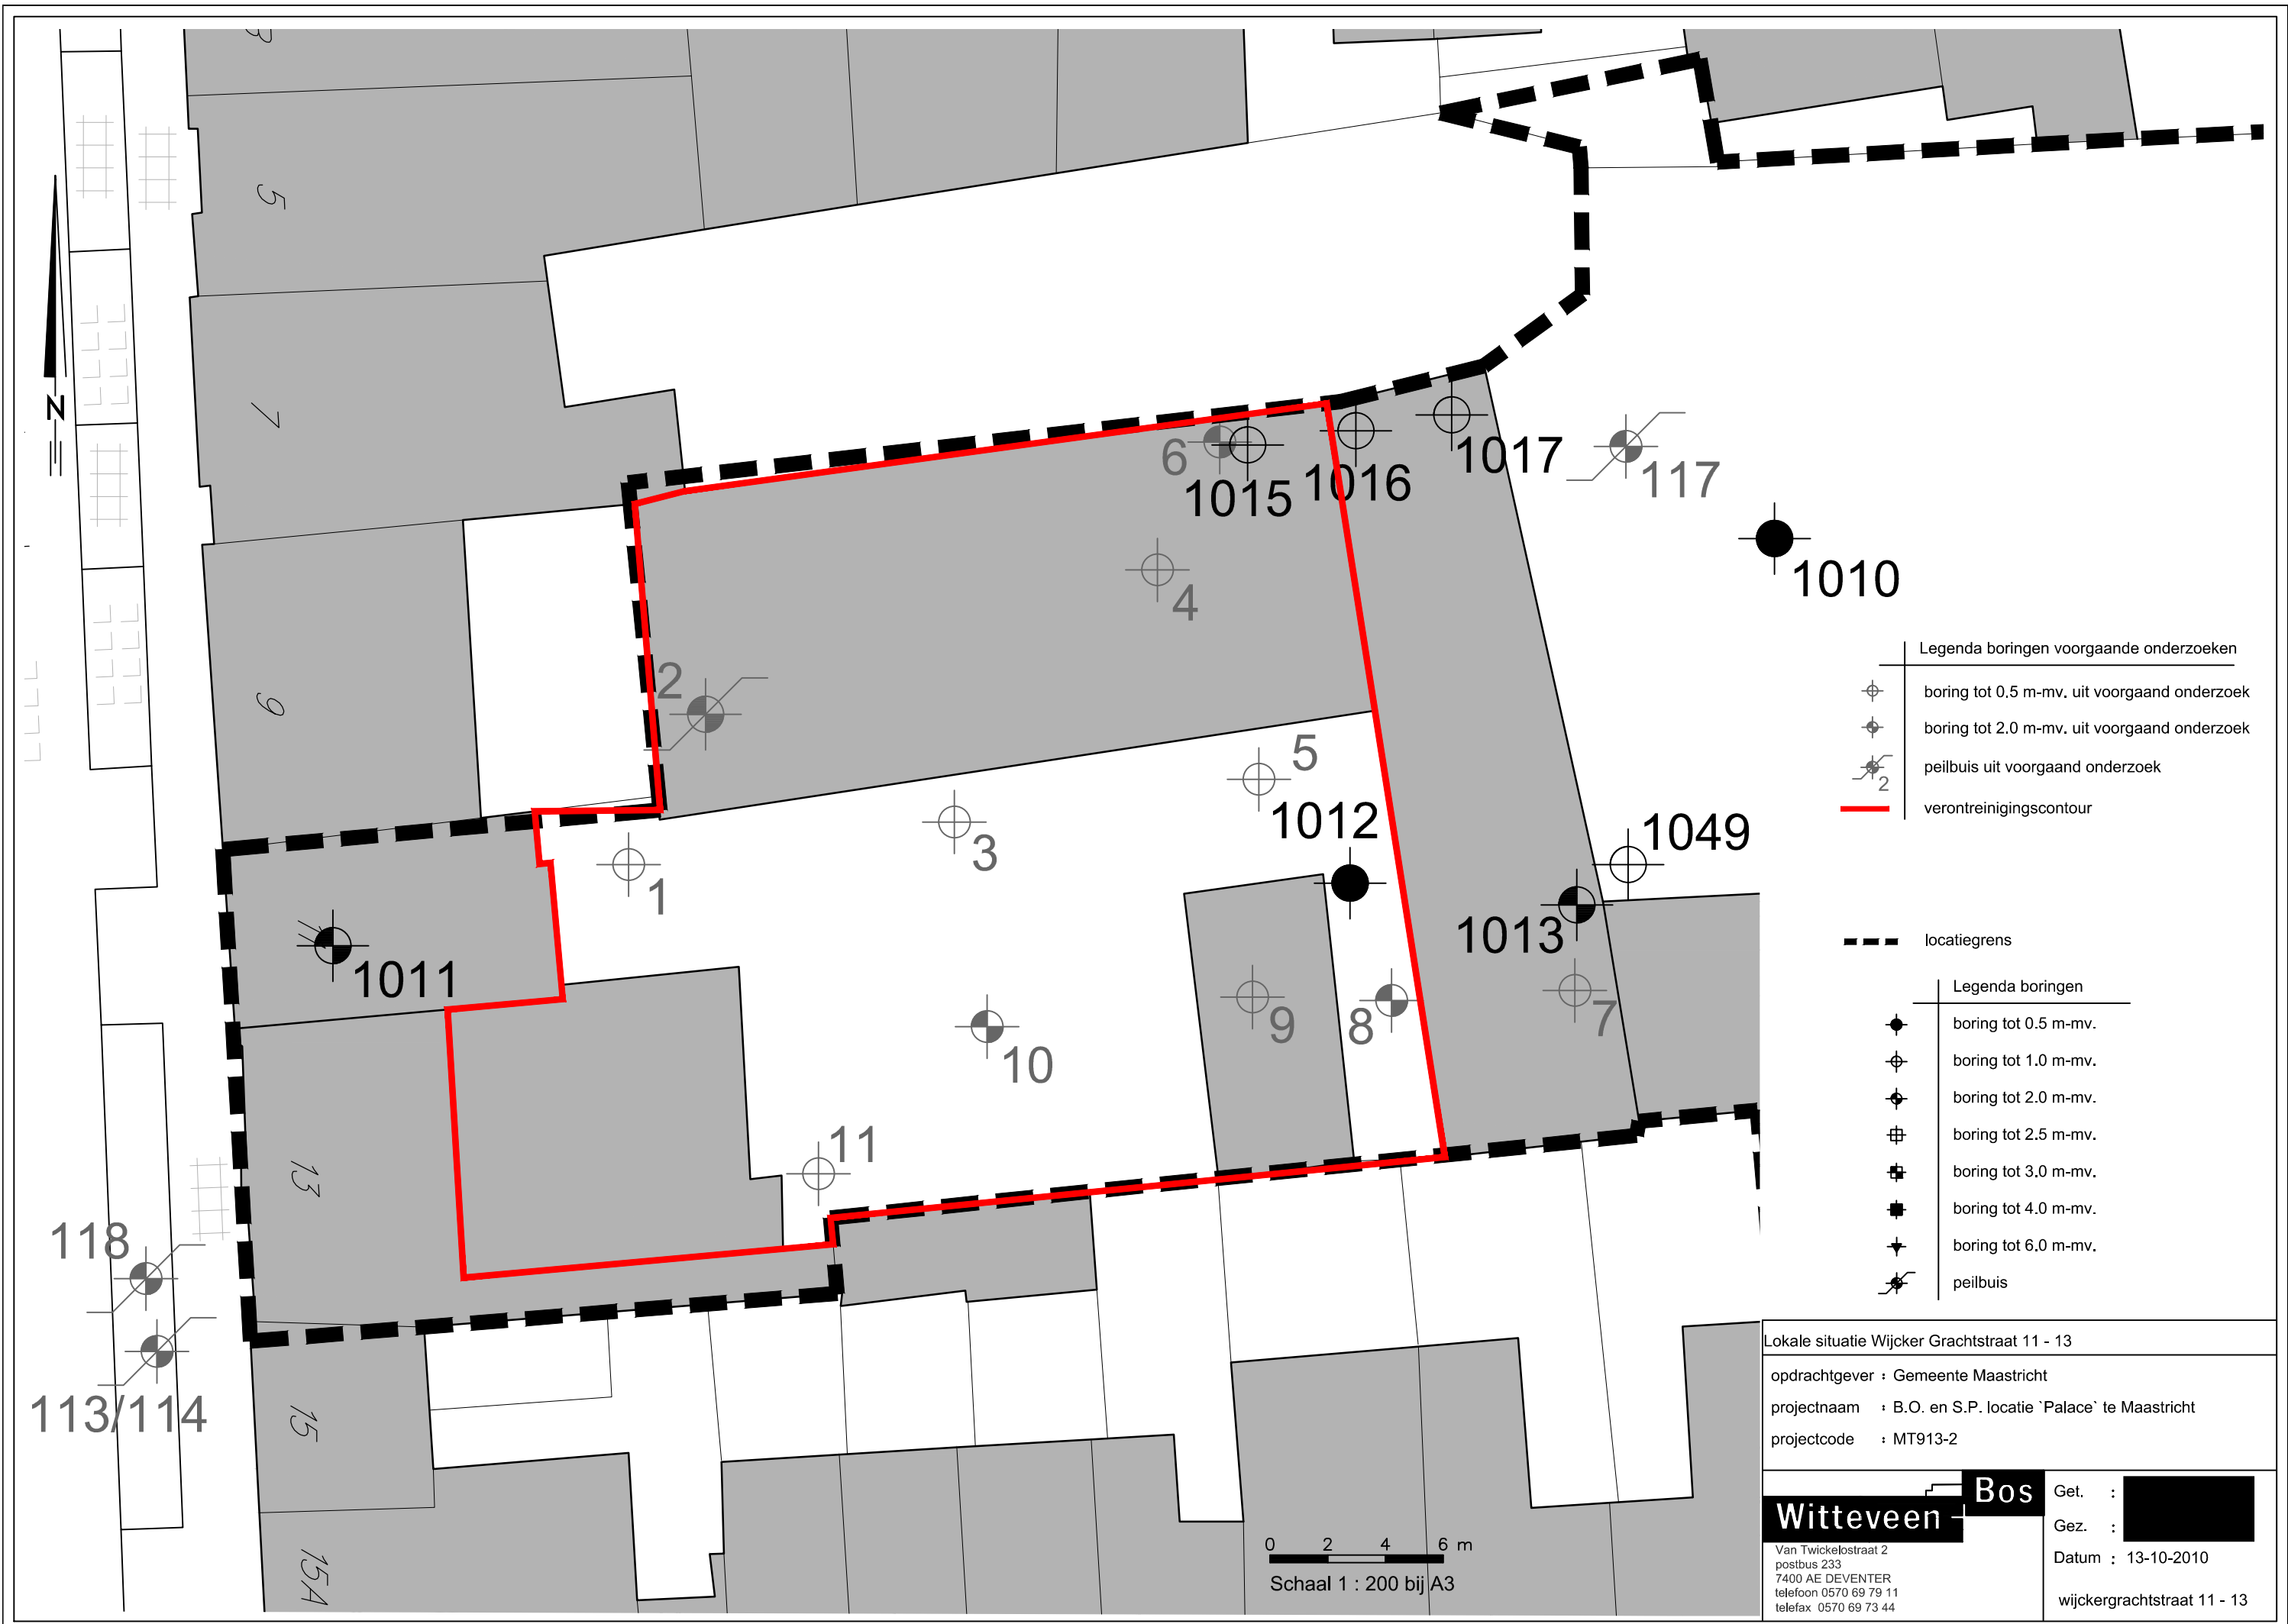 5
7
9
11
13
15
15A
N
6
1015
1016
1017
117
1010
4
2
5
3
1012
1049
1
1011
1013
9
8
7
10
11
118
113/114
Legenda boringen voorgaande onderzoeken
boring tot 0.5 m-mv. uit voorgaand onderzoek
boring tot 2.0 m-mv. uit voorgaand onderzoek
peilbuis uit voorgaand onderzoek
2
verontreinigingscontour
locatiegrens
Legenda boringen
boring tot 0.5 m-mv.
boring tot 1.0 m-mv.
boring tot 2.0 m-mv.
boring tot 2.5 m-mv.
boring tot 3.0 m-mv.
boring tot 4.0 m-mv.
boring tot 6.0 m-mv.
peilbuis
0 2 4 6 m
Schaal 1 : 200 bij A3
Lokale situatie Wijcker Grachtstraat 11 - 13
opdrachtgever : Gemeente Maastricht
projectnaam : B.O. en S.P. locatie `Palace` te Maastricht
projectcode : MT913-2
Witteveen + Bos
Van Twickelostraat 2
postbus 233
7400 AE DEVENTER
telefoon 0570 69 79 11
telefax 0570 69 73 44
Get. :
Gez. :
Datum : 13-10-2010
wijckergrachtstraat 11 - 13